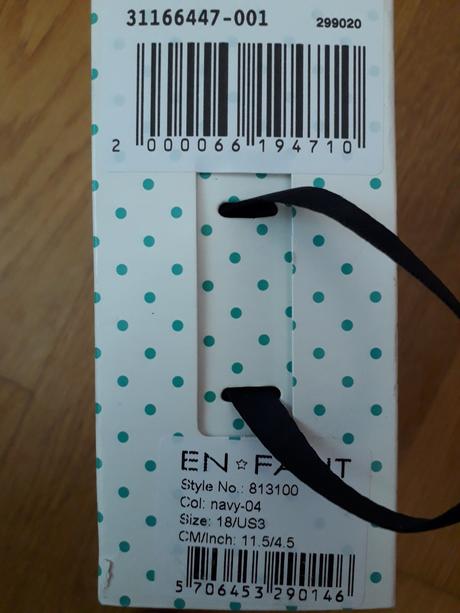 31166447-001 299020
2 000066 194710
EN☆FANT
Style No.: 813100
Col: navy-04
Size: 18/US3
CM/Inch: 11.5/4.5
5 706453 290146